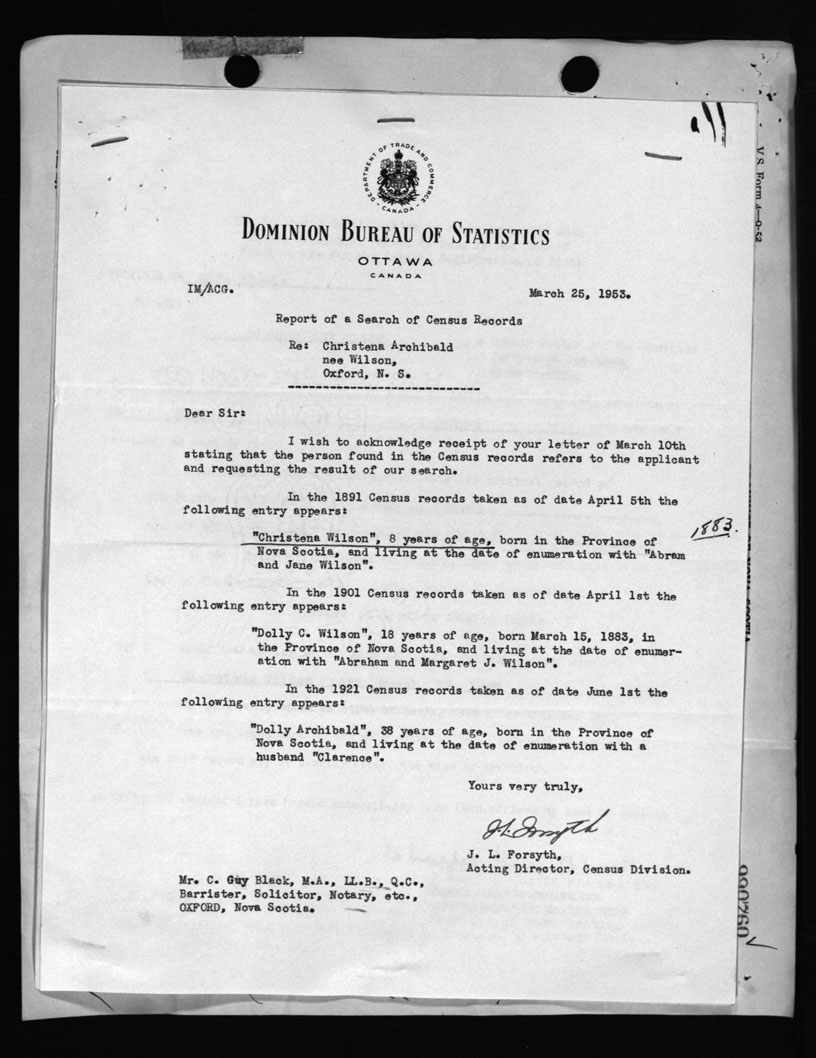 V.S. Form 4—9-52
DEPARTMENT OF TRADE AND COMMERCE
- CANADA -
DOMINION BUREAU OF STATISTICS
OTTAWA
CANADA
IM/ACG.
March 25, 1953.
Report of a Search of Census Records
Re: Christena Archibald
nee Wilson,
Oxford, N. S.
-----------------------------
Dear Sir:
I wish to acknowledge receipt of your letter of March 10th
stating that the person found in the Census records refers to the applicant
and requesting the result of our search.
In the 1891 Census records taken as of date April 5th the
following entry appears:
"Christena Wilson", 8 years of age, born in the Province of
1883.
Nova Scotia, and living at the date of enumeration with "Abram
and Jane Wilson".
In the 1901 Census records taken as of date April 1st the
following entry appears:
"Dolly C. Wilson", 18 years of age, born March 15, 1883, in
the Province of Nova Scotia, and living at the date of enumer-
ation with "Abraham and Margaret J. Wilson".
In the 1921 Census records taken as of date June 1st the
following entry appears:
"Dolly Archibald", 38 years of age, born in the Province of
Nova Scotia, and living at the date of enumeration with a
husband "Clarence".
Yours very truly,
J. L. Forsyth
J. L. Forsyth,
Acting Director, Census Division.
Mr. C. Guy Black, M.A., LL.B., Q.C.,
Barrister, Solicitor, Notary, etc.,
OXFORD, Nova Scotia.